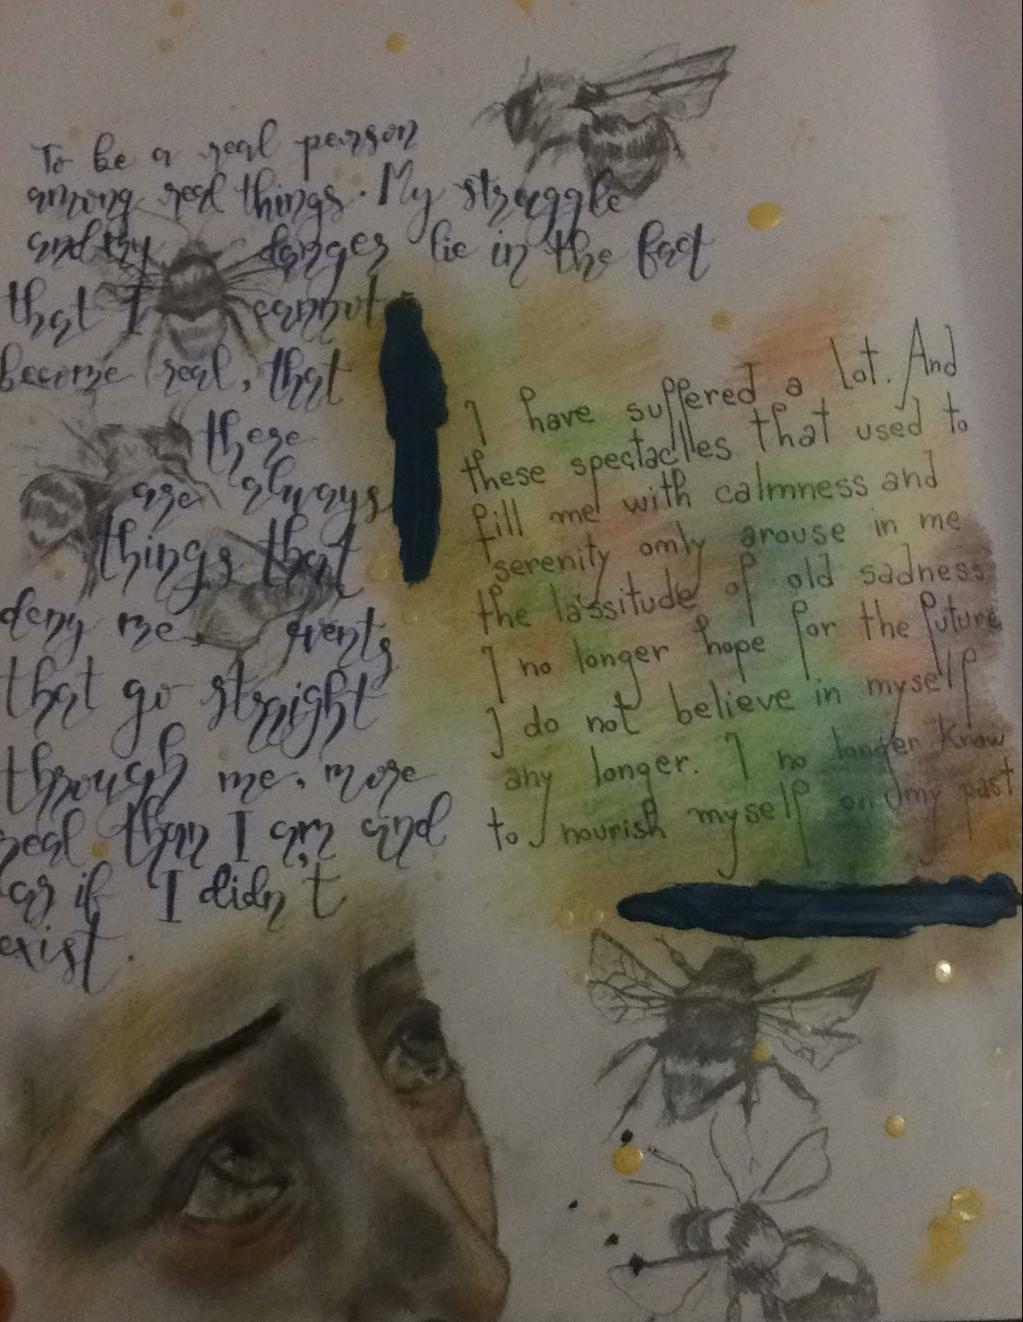 To be a real person
among real things. My struggle
and my danger lie in the fact
that I cannot
become real, that
there
are always
things that
deny me events
that go straight
through me, more
real than I am and
as if I didn't
exist.
I have suffered a lot. And
these spectaclles that used to
fill me with calmness and
serenity only arouse in me
the lassitude of old sadness
I no longer hope for the future
I do not believe in myself
any longer. I no longer know
to nourish myself on my past